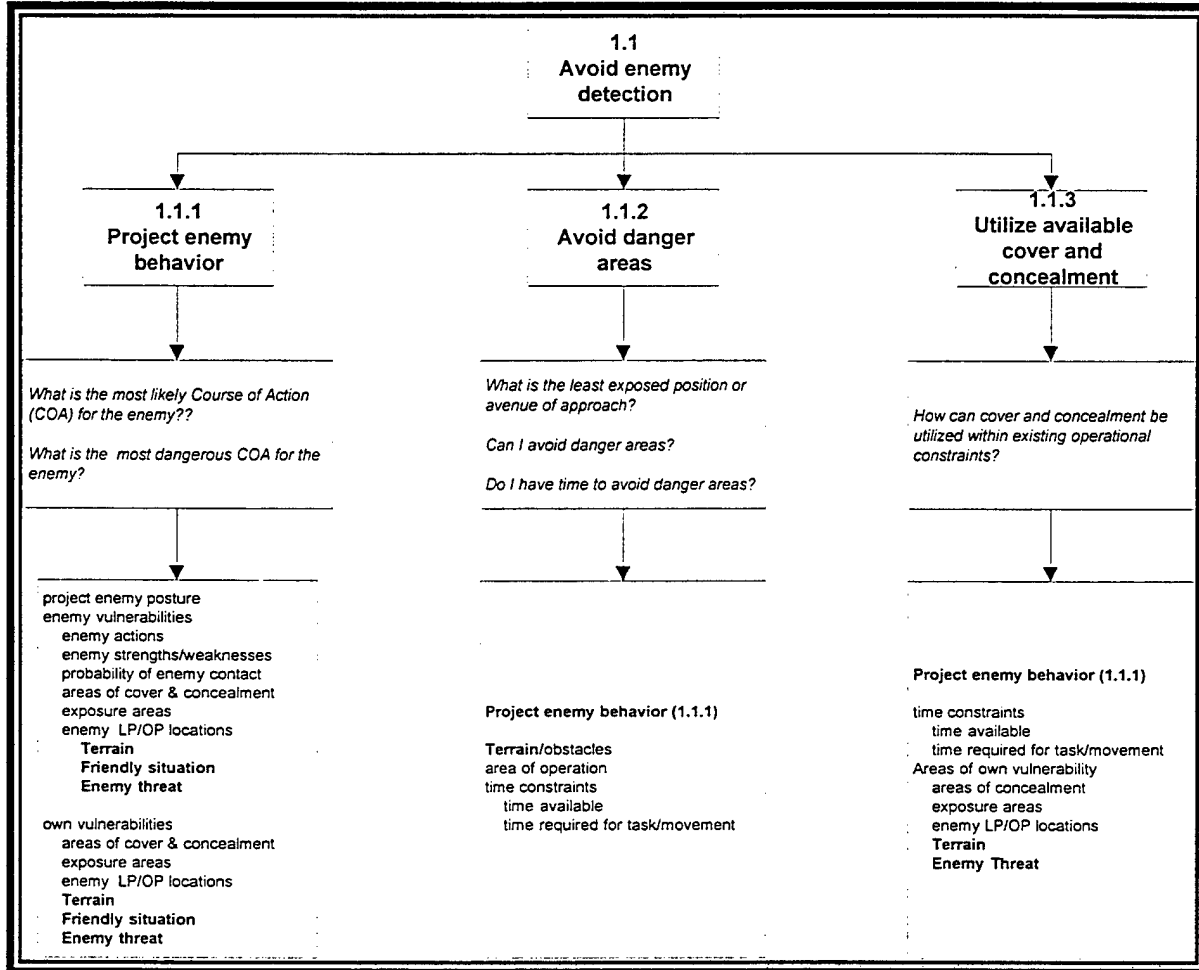 1.1
Avoid enemy
detection
1.1.1
Project enemy
behavior
1.1.2
Avoid danger
areas
1.1.3
Utilize available
cover and
concealment
What is the most likely Course of Action
(COA) for the enemy??
What is the most dangerous COA for the
enemy?
What is the least exposed position or
avenue of approach?
Can I avoid danger areas?
Do I have time to avoid danger areas?
How can cover and concealment be
utilized within existing operational
constraints?
project enemy posture
enemy vulnerabilities
enemy actions
enemy strengths/weaknesses
probability of enemy contact
areas of cover & concealment
exposure areas
enemy LP/OP locations
Terrain
Friendly situation
Enemy threat
own vulnerabilities
areas of cover & concealment
exposure areas
enemy LP/OP locations
Terrain
Friendly situation
Enemy threat
Project enemy behavior (1.1.1)
Terrain/obstacles
area of operation
time constraints
time available
time required for task/movement
Project enemy behavior (1.1.1)
time constraints
time available
time required for task/movement
Areas of own vulnerability
areas of concealment
exposure areas
enemy LP/OP locations
Terrain
Enemy Threat